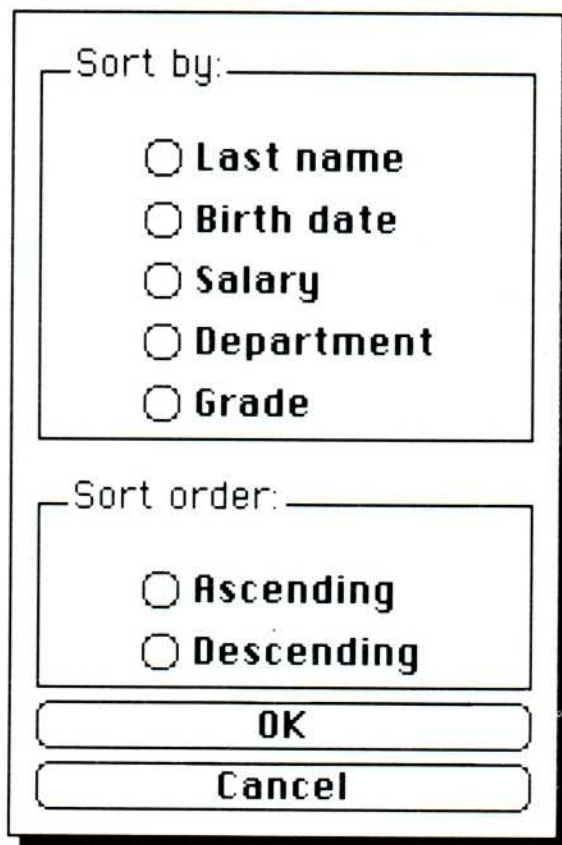 Sort by:
Last name
Birth date
Salary
Department
Grade
Sort order:
Ascending
Descending
OK
Cancel